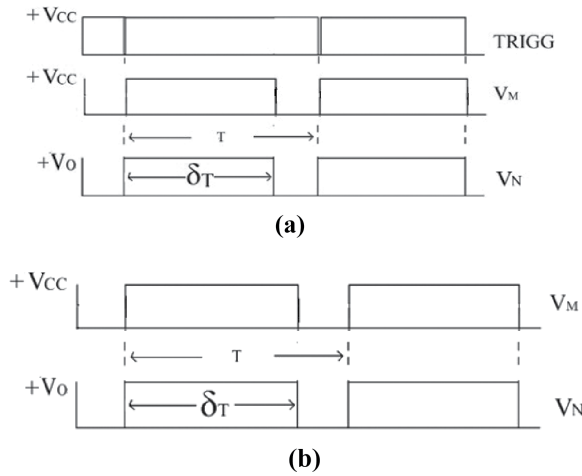 +VCC
TRIGG
+VCC
VM
T
+VO
δT
VN
(a)
+VCC
VM
T
+VO
δT
VN
(b)